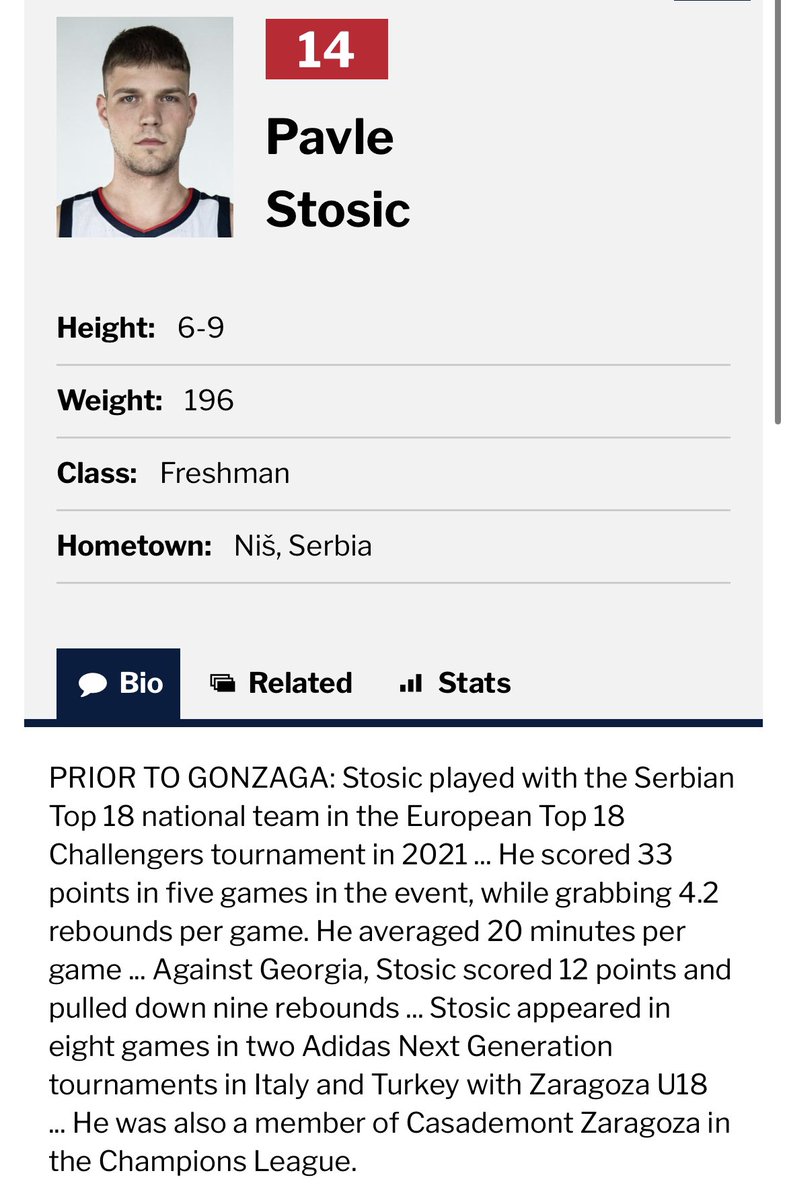 14
Pavle
Stosic
Height: 6-9
Weight: 196
Class: Freshman
Hometown: Niš, Serbia
Bio Related Stats
PRIOR TO GONZAGA: Stosic played with the Serbian
Top 18 national team in the European Top 18
Challengers tournament in 2021 ... He scored 33
points in five games in the event, while grabbing 4.2
rebounds per game. He averaged 20 minutes per
game ... Against Georgia, Stosic scored 12 points and
pulled down nine rebounds ... Stosic appeared in
eight games in two Adidas Next Generation
tournaments in Italy and Turkey with Zaragoza U18
... He was also a member of Casademont Zaragoza in
the Champions League.